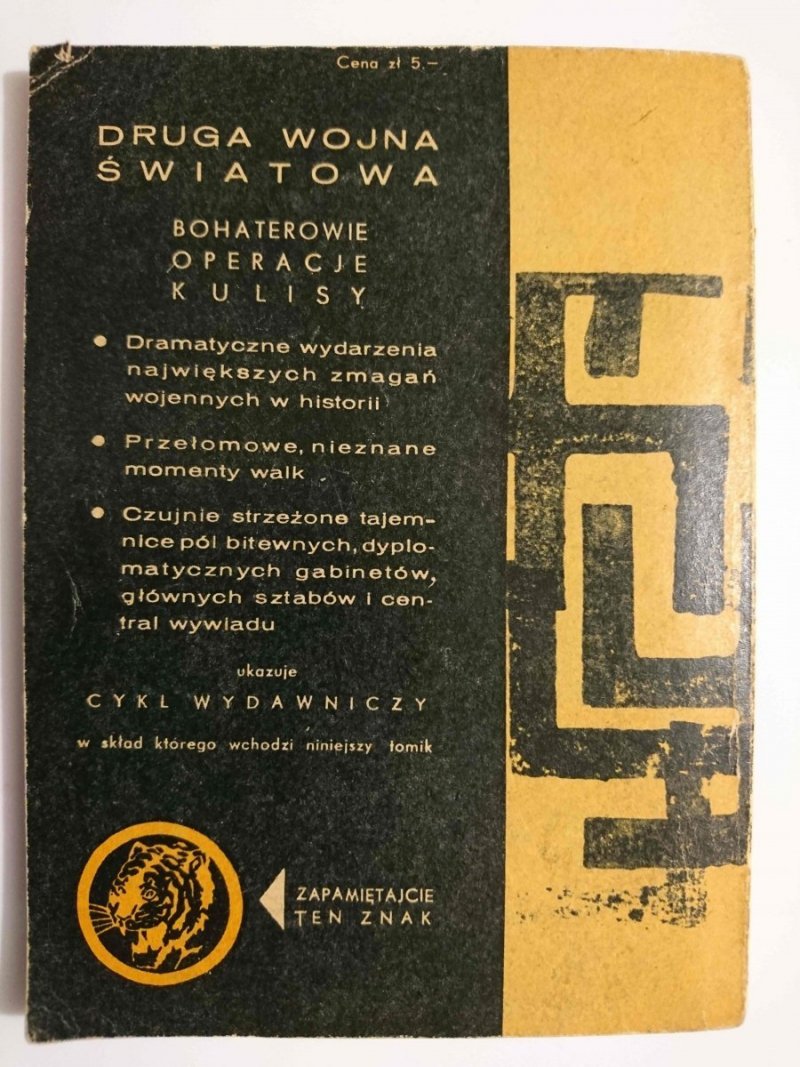 Cena zł 5.–
DRUGA WOJNA
ŚWIATOWA
BOHATEROWIE
OPERACJE
KULISY
● Dramatyczne wydarzenia
największych zmagań
wojennych w historii
● Przełomowe, nieznane
momenty walk
● Czujnie strzeżone tajem-
nice pól bitewnych, dyplo-
matycznych gabinetów,
głównych sztabów i cen-
tral wywiadu
ukazuje
CYKL WYDAWNICZY
w skład którego wchodzi niniejszy tomik
ZAPAMIĘTAJCIE
TEN ZNAK